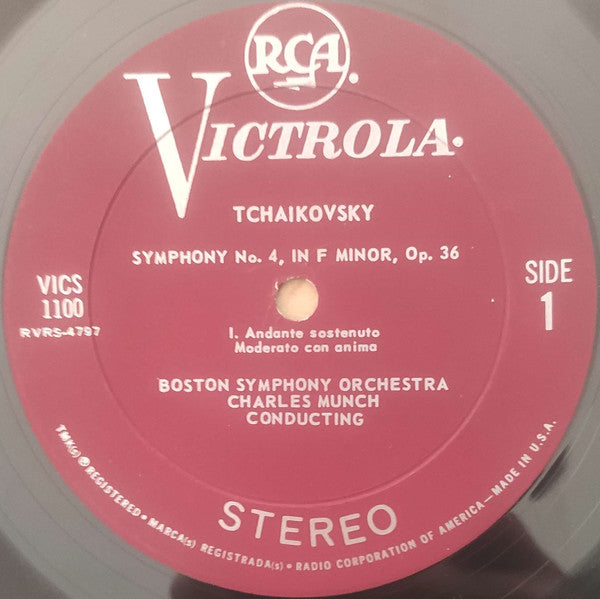 RCA.
VICTROLA.
TCHAIKOVSKY
SYMPHONY No. 4, IN F MINOR, Op. 36
VICS
1100
RVRS-4797
SIDE
1
I. Andante sostenuto
Moderato con anima
BOSTON SYMPHONY ORCHESTRA
CHARLES MUNCH
CONDUCTING
STEREO
TMK(s) ® REGISTERED • MARCA(s) REGISTRADA(s) • RADIO CORPORATION OF AMERICA—MADE IN U.S.A.